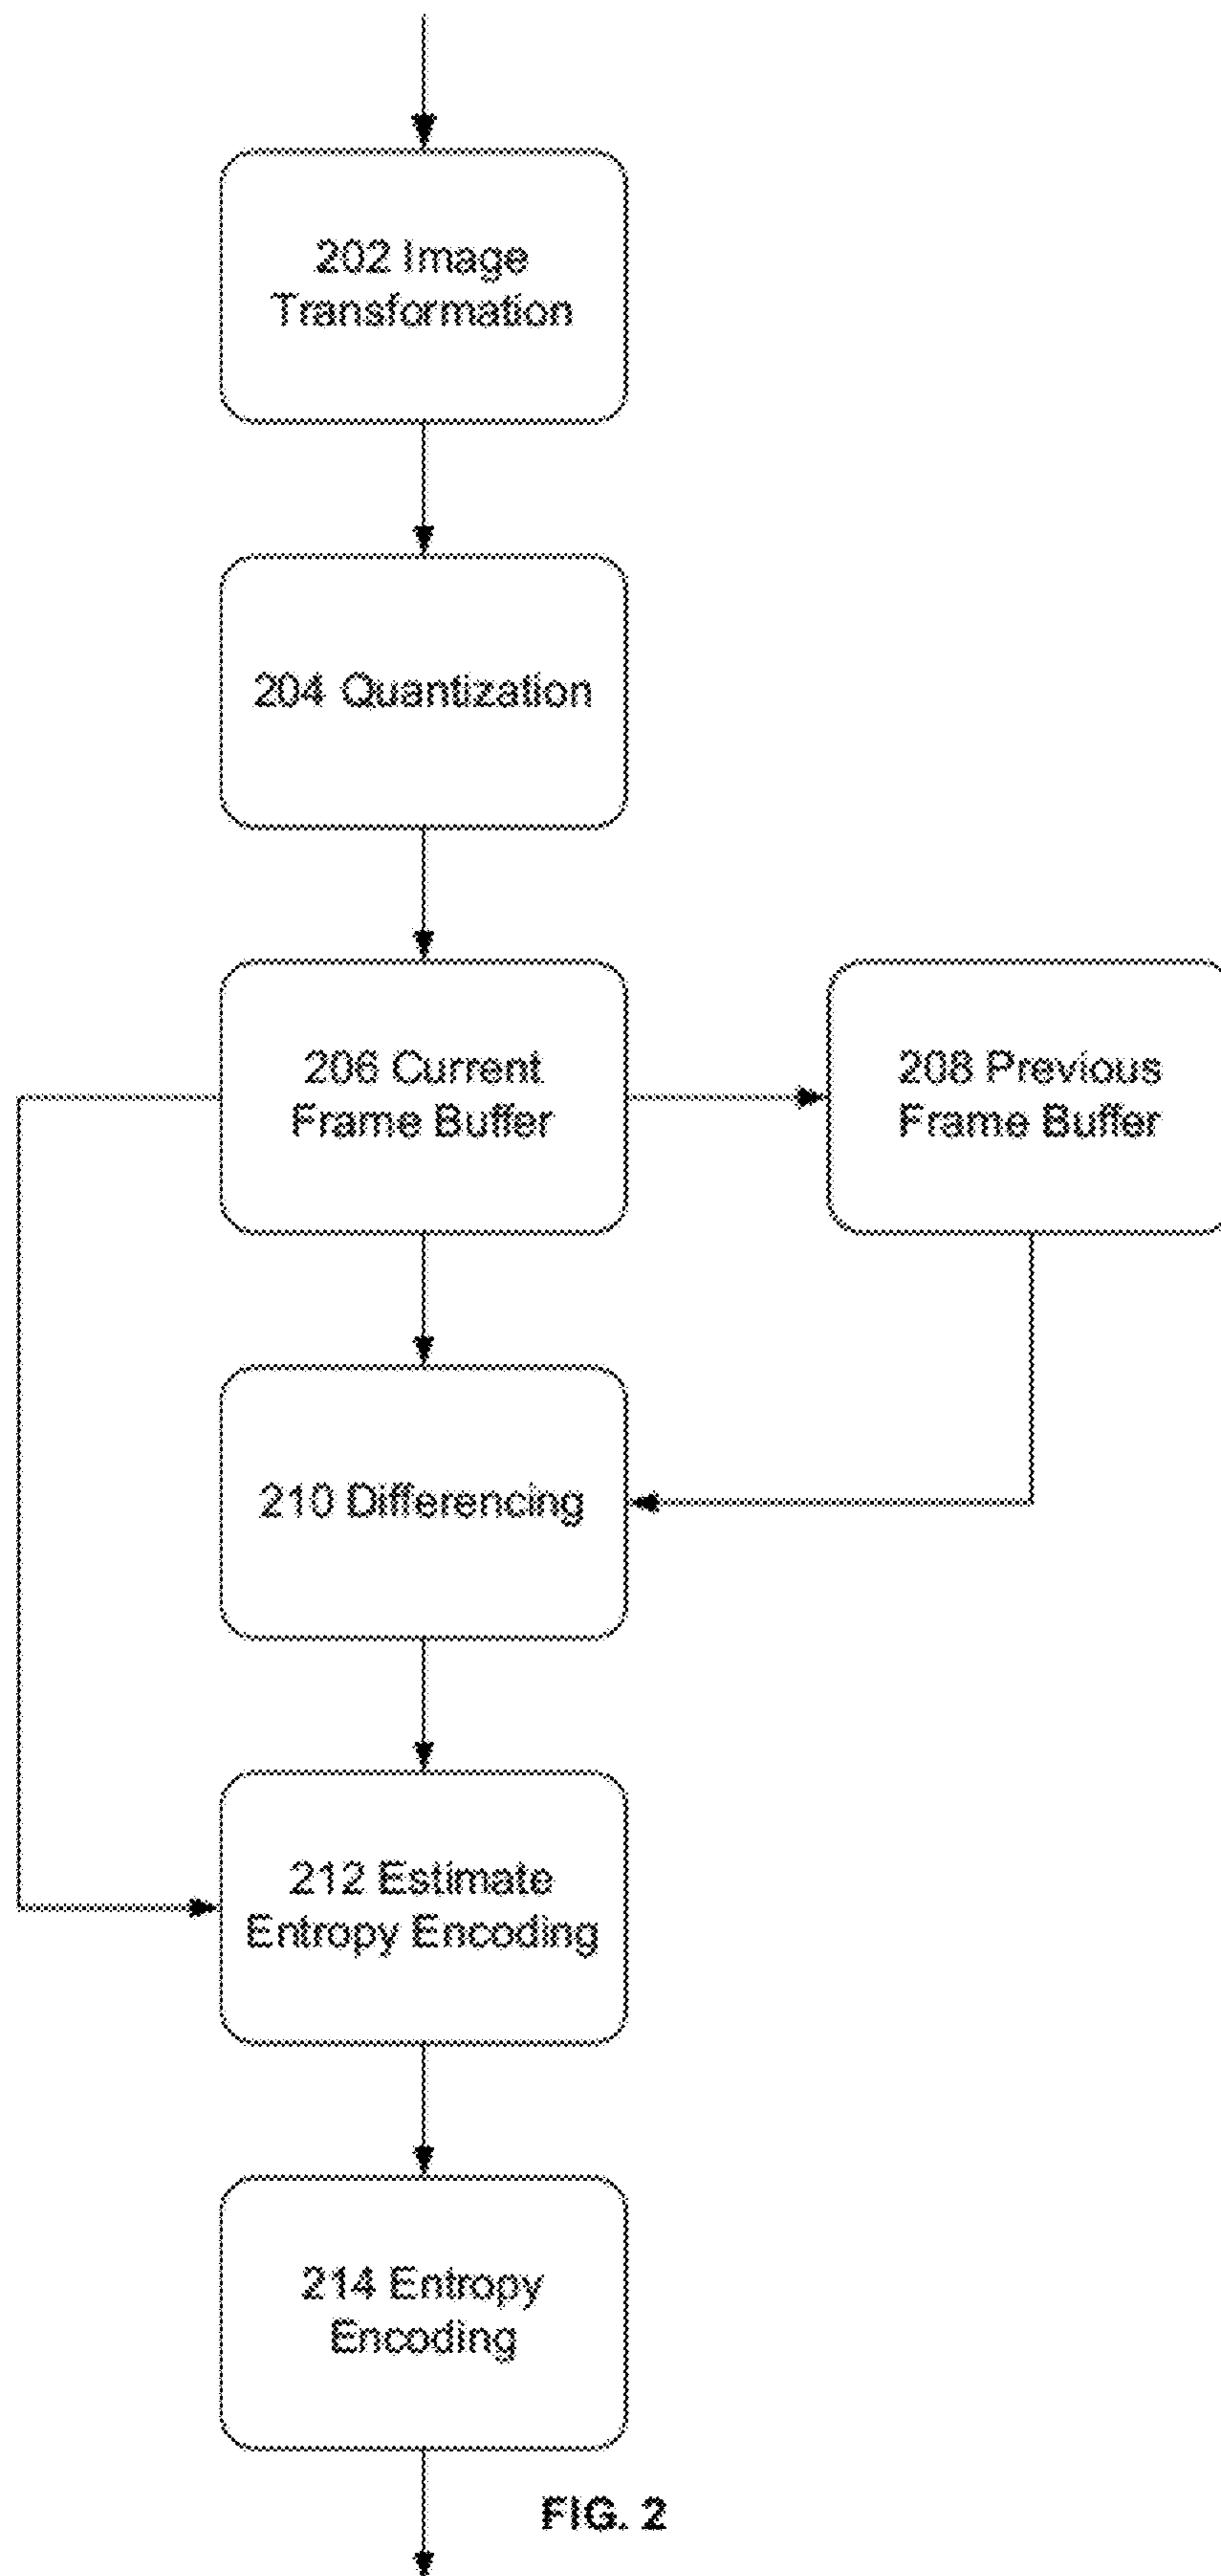 202 Image
Transformation
204 Quantization
206 Current
Frame Buffer
208 Previous
Frame Buffer
210 Differencing
212 Estimate
Entropy Encoding
214 Entropy
Encoding
FIG. 2